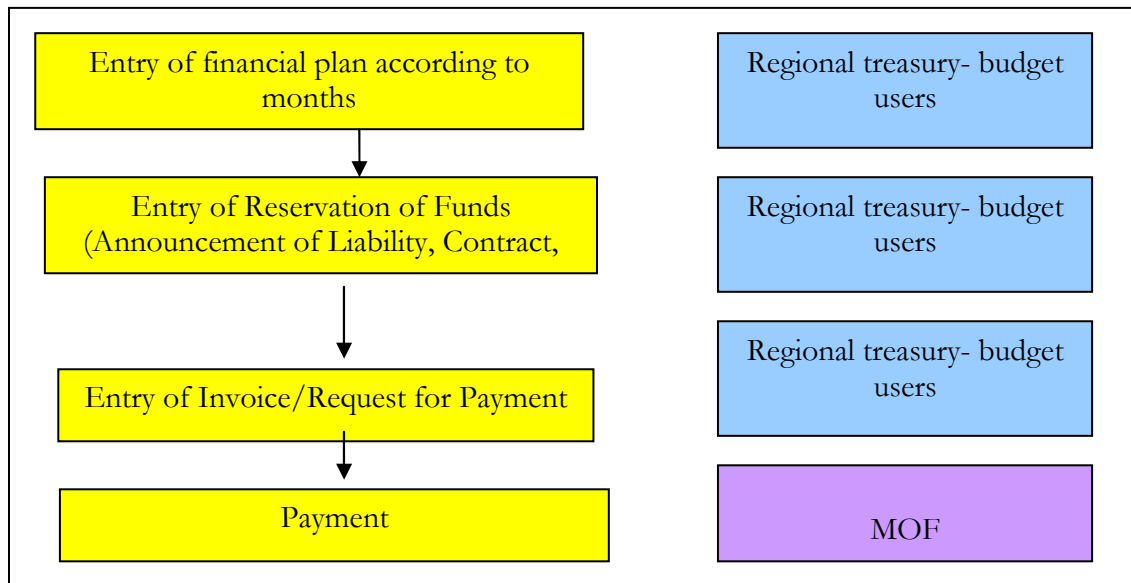 Entry of financial plan according to
months
Regional treasury- budget
users
Entry of Reservation of Funds
(Announcement of Liability, Contract,
Regional treasury- budget
users
Entry of Invoice/Request for Payment
Regional treasury- budget
users
Payment
MOF